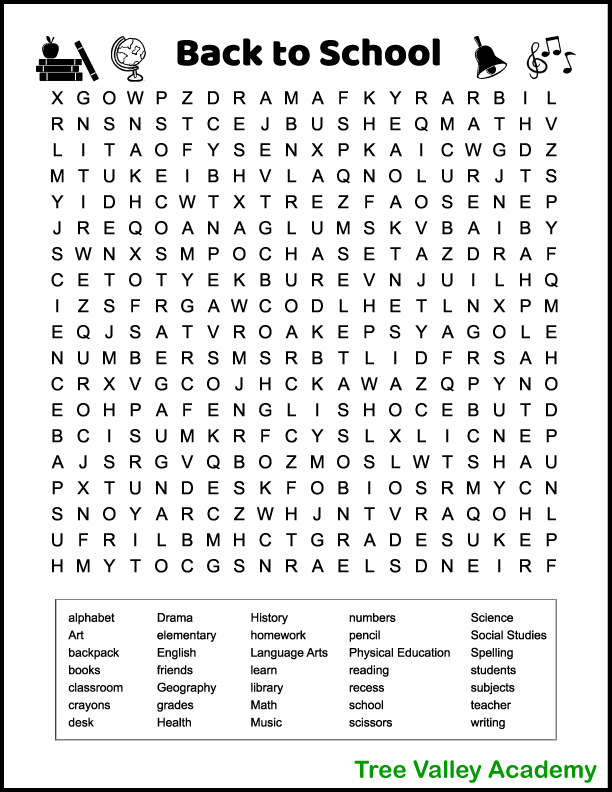 Back to School
X G O W P Z D R A M A F K Y R A R B I L
R N S N S T C E J B U S H E Q M A T H V
L I T A O F Y S E N X P K A I C W G D Z
M T U K E I B H V L A Q N O L U R J T S
Y I D H C W T X T R E Z F A O S E N E P
J R E Q O A N A G L U M S K V B A I B Y
S W N X S M P O C H A S E T A Z D R A F
C E T O T Y E K B U R E V N J U I L H Q
I Z S F R G A W C O D L H E T L N X P M
E Q J S A T V R O A K E P S Y A G O L E
N U M B E R S M S R B T L I D F R S A H
C R X V G C O J H C K A W A Z Q P Y N O
E O H P A F E N G L I S H O C E B U T D
B C I S U M K R F C Y S L X L I C N E P
A J S R G V Q B O Z M O S L W T S H A U
P X T U N D E S K F O B I O S R M Y C N
S N O Y A R C Z W H J N T V R A Q O H L
U F R I L B M H C T G R A D E S U K E P
H M Y T O C G S N R A E L S D N E I R F
alphabet Drama History numbers Science
Art elementary homework pencil Social Studies
backpack English Language Arts Physical Education Spelling
books friends learn reading students
classroom Geography library recess subjects
crayons grades Math school teacher
desk Health Music scissors writing
Tree Valley Academy